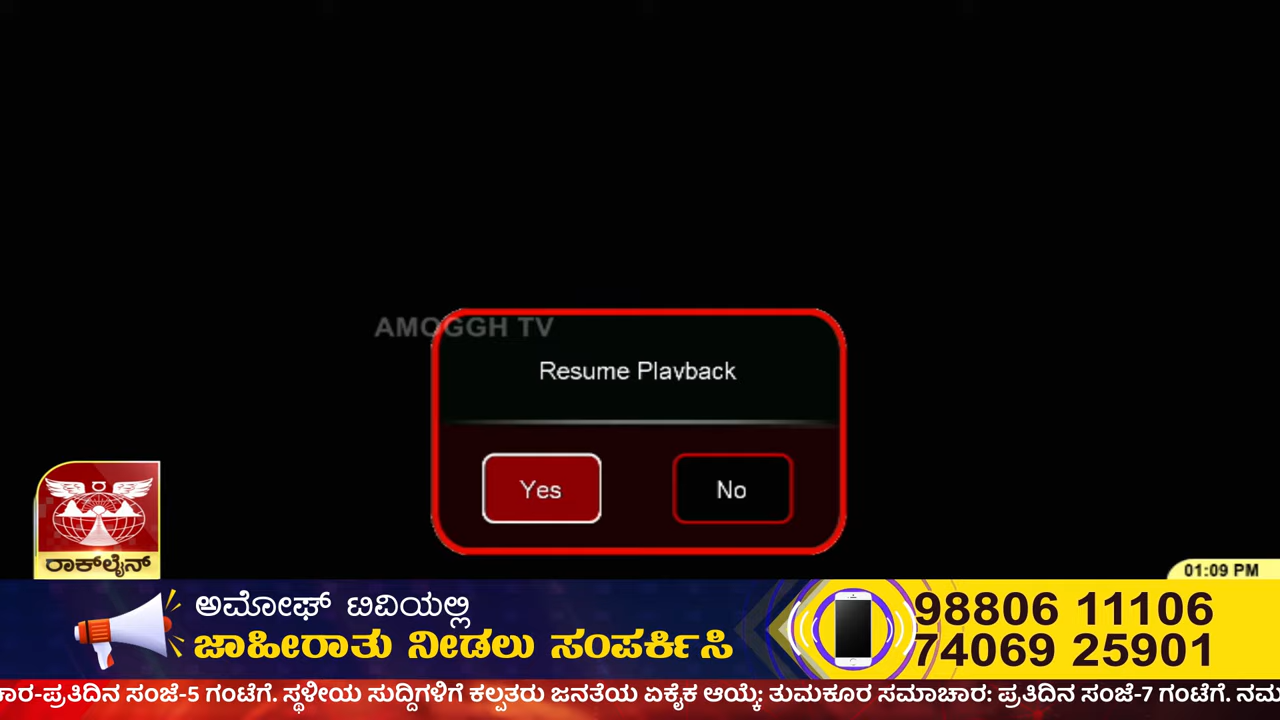 AMOGGH TV
Resume Playback
Yes
No
ರಾಕ್‌ಲೈನ್
01:09 PM
ಅಮೋಘ್ ಟಿವಿಯಲ್ಲಿ
ಜಾಹೀರಾತು ನೀಡಲು ಸಂಪರ್ಕಿಸಿ
98806 11106
74069 25901
ಕಾರ-ಪ್ರತಿದಿನ ಸಂಜೆ-5 ಗಂಟೆಗೆ. ಸ್ಥಳೀಯ ಸುದ್ದಿಗಳಿಗೆ ಕಲ್ಪತರು ಜನತೆಯ ಏಕೈಕ ಆಯ್ಕೆ ತುಮಕೂರ ಸಮಾಚಾರ: ಪ್ರತಿದಿನ ಸಂಜೆ-7 ಗಂಟೆಗೆ. ನಮ